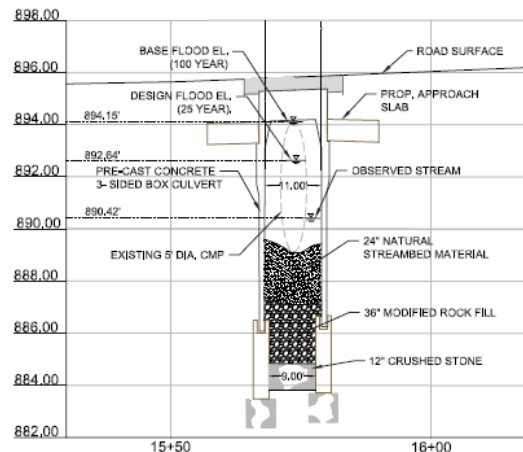 898.00
896.00
894.00
892.00
890.00
888.00
886.00
884.00
882.00
BASE FLOOD EL.
(100 YEAR)
DESIGN FLOOD EL.
(25 YEAR).
894.15'
892.64'
PRE-CAST CONCRETE
3- SIDED BOX CULVERT
890.42'
EXISTING 5' DIA. CMP
11.00'
ROAD SURFACE
PROP. APPROACH
SLAB
OBSERVED STREAM
24" NATURAL
STREAMBED MATERIAL
36" MODIFIED ROCK FILL
12" CRUSHED STONE
9.00'
15+50
16+00